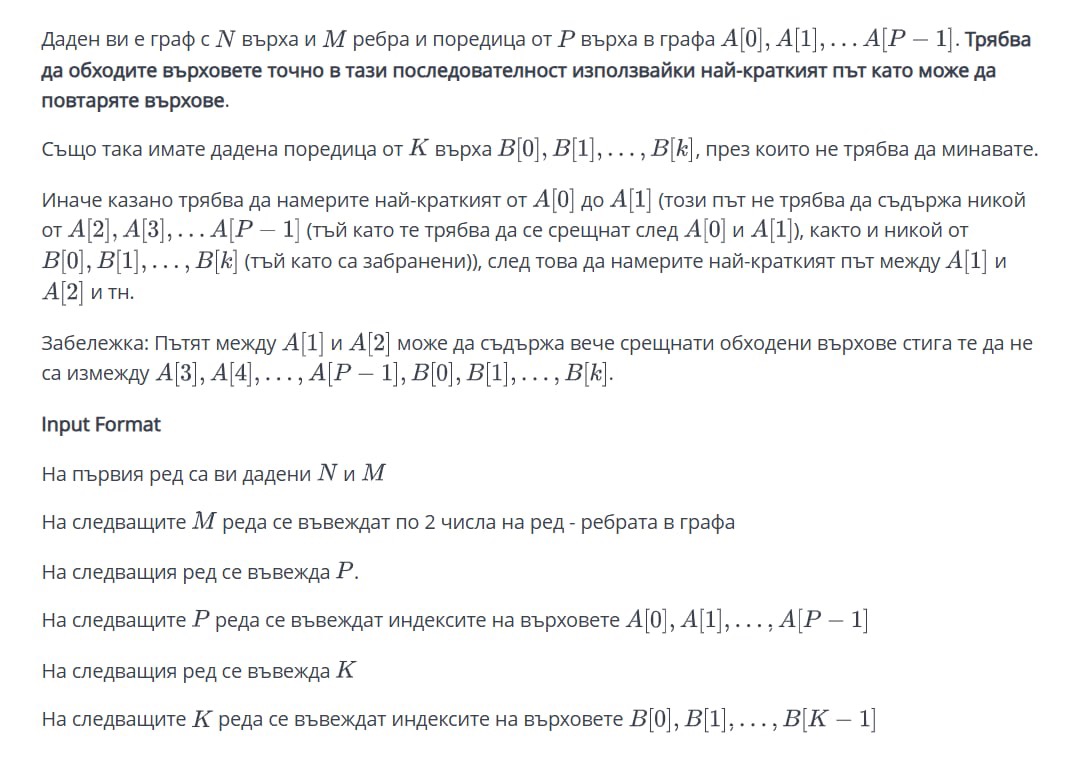 Даден ви е граф с N върха и M ребра и поредица от P върха в графа A[0], A[1], … A[P − 1]. Трябва
да обходите върховете точно в тази последователност използвайки най-краткият път като може да
повтаряте върхове.
Също така имате дадена поредица от K върха B[0], B[1], …, B[k], през които не трябва да минавате.
Иначе казано трябва да намерите най-краткият от A[0] до A[1] (този път не трябва да съдържа никой
от A[2], A[3], … A[P − 1] (тъй като те трябва да се срещнат след A[0] и A[1]), както и никой от
B[0], B[1], …, B[k] (тъй като са забранени)), след това да намерите най-краткият път между A[1] и
A[2] и тн.
Забележка: Пътят между A[1] и A[2] може да съдържа вече срещнати обходени върхове стига те да не
са измежду A[3], A[4], …, A[P − 1], B[0], B[1], …, B[k].
Input Format
На първия ред са ви дадени N и M
На следващите M реда се въвеждат по 2 числа на ред - ребрата в графа
На следващия ред се въвежда P.
На следващите P реда се въвеждат индексите на върховете A[0], A[1], …, A[P − 1]
На следващия ред се въвежда K
На следващите K реда се въвеждат индексите на върховете B[0], B[1], …, B[K − 1]